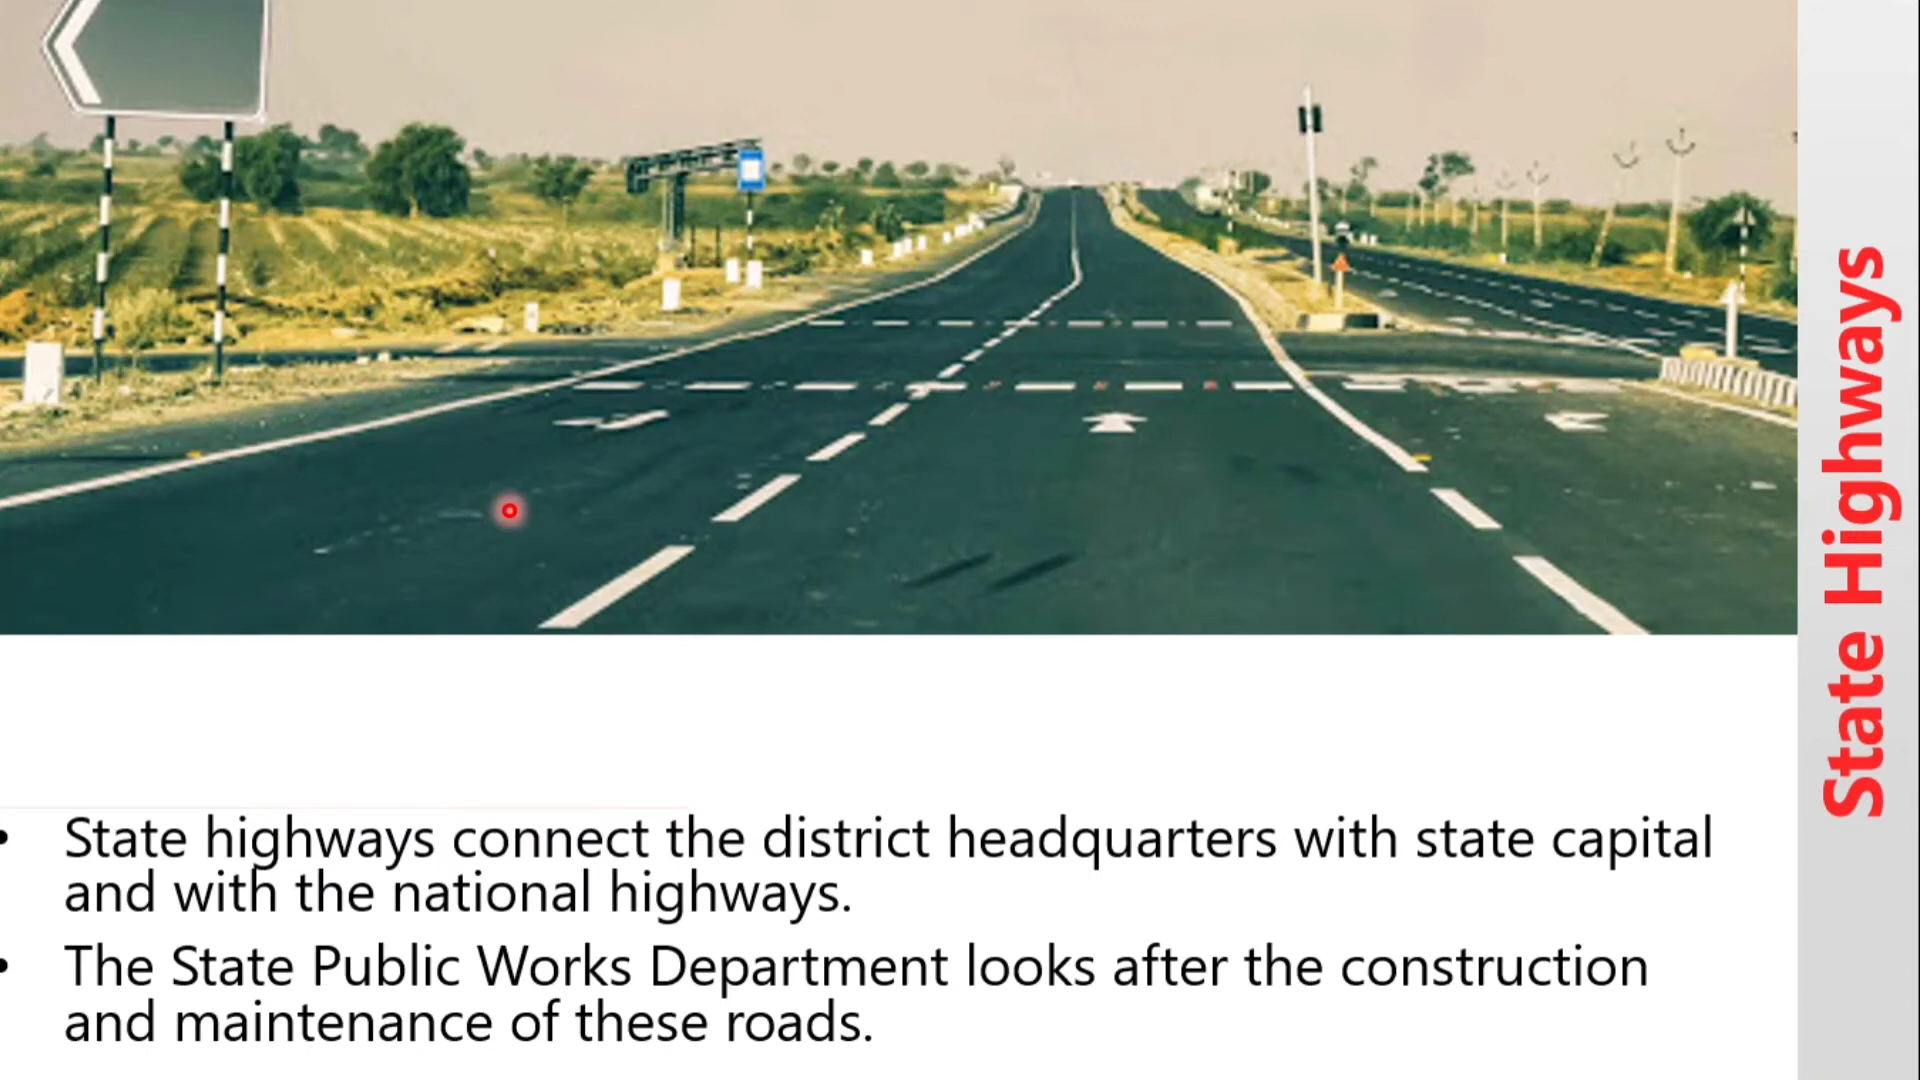 State Highways
• State highways connect the district headquarters with state capital
and with the national highways.
• The State Public Works Department looks after the construction
and maintenance of these roads.